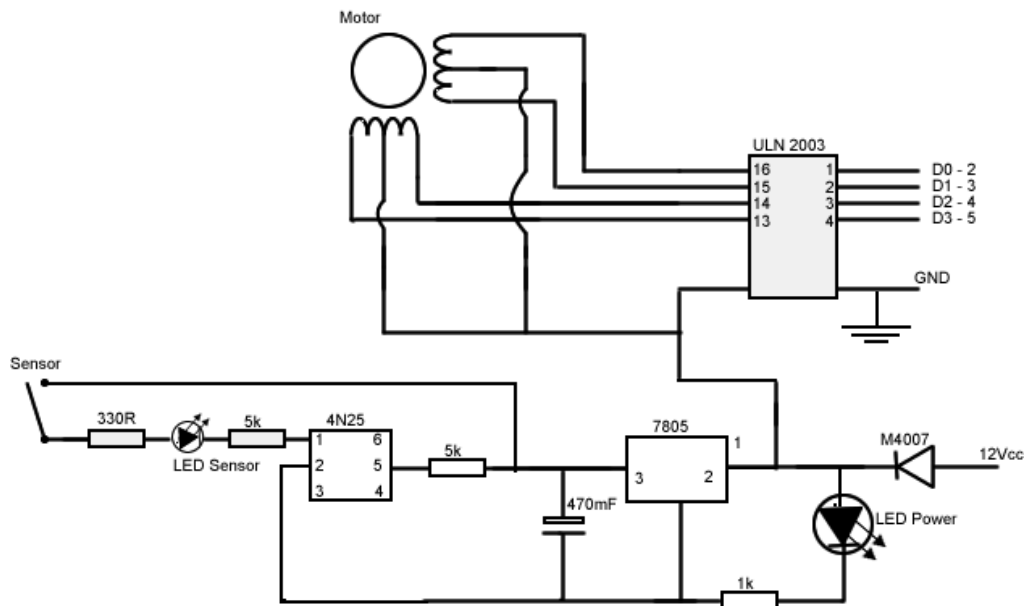 Motor
ULN 2003
16 1 D0 - 2
15 2 D1 - 3
14 3 D2 - 4
13 4 D3 - 5
GND
Sensor
330R
LED Sensor
5k
4N25
1 6
2 5
3 4
5k
470mF
7805
1
3 2
M4007
12Vcc
LED Power
1k